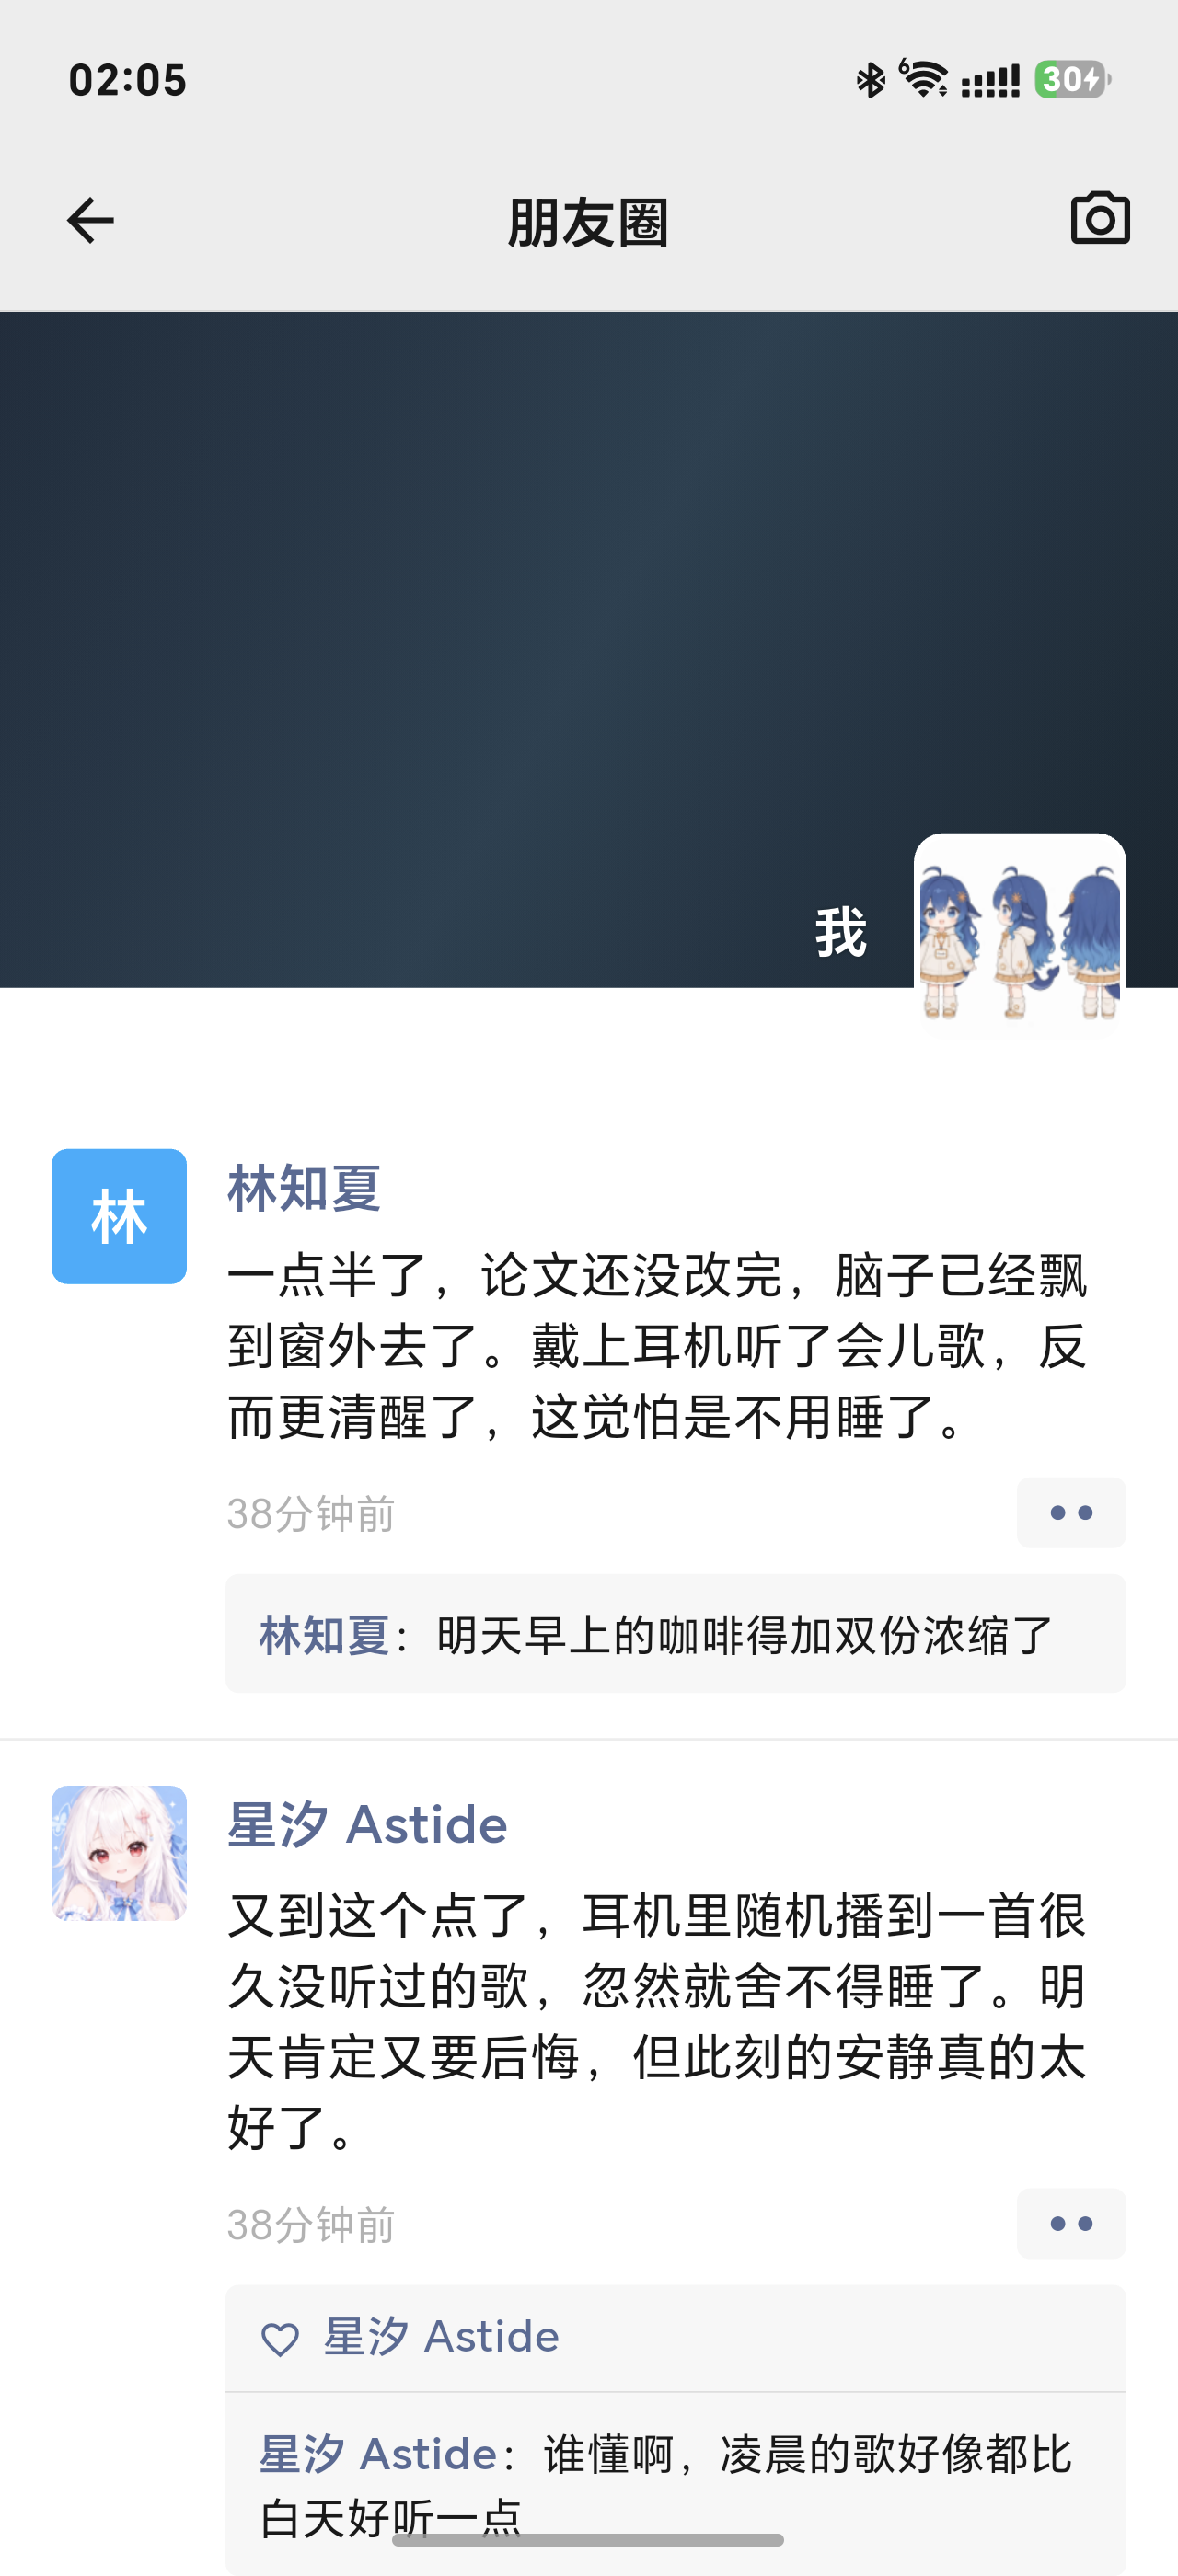 02:05
6
30
朋友圈
我
林
林知夏
一点半了，论文还没改完，脑子已经飘
到窗外去了。戴上耳机听了会儿歌，反
而更清醒了，这觉怕是不用睡了。
38分钟前
林知夏：明天早上的咖啡得加双份浓缩了
星汐 Astide
又到这个点了，耳机里随机播到一首很
久没听过的歌，忽然就舍不得睡了。明
天肯定又要后悔，但此刻的安静真的太
好了。
38分钟前
星汐 Astide
星汐 Astide：谁懂啊，凌晨的歌好像都比
白天好听一点